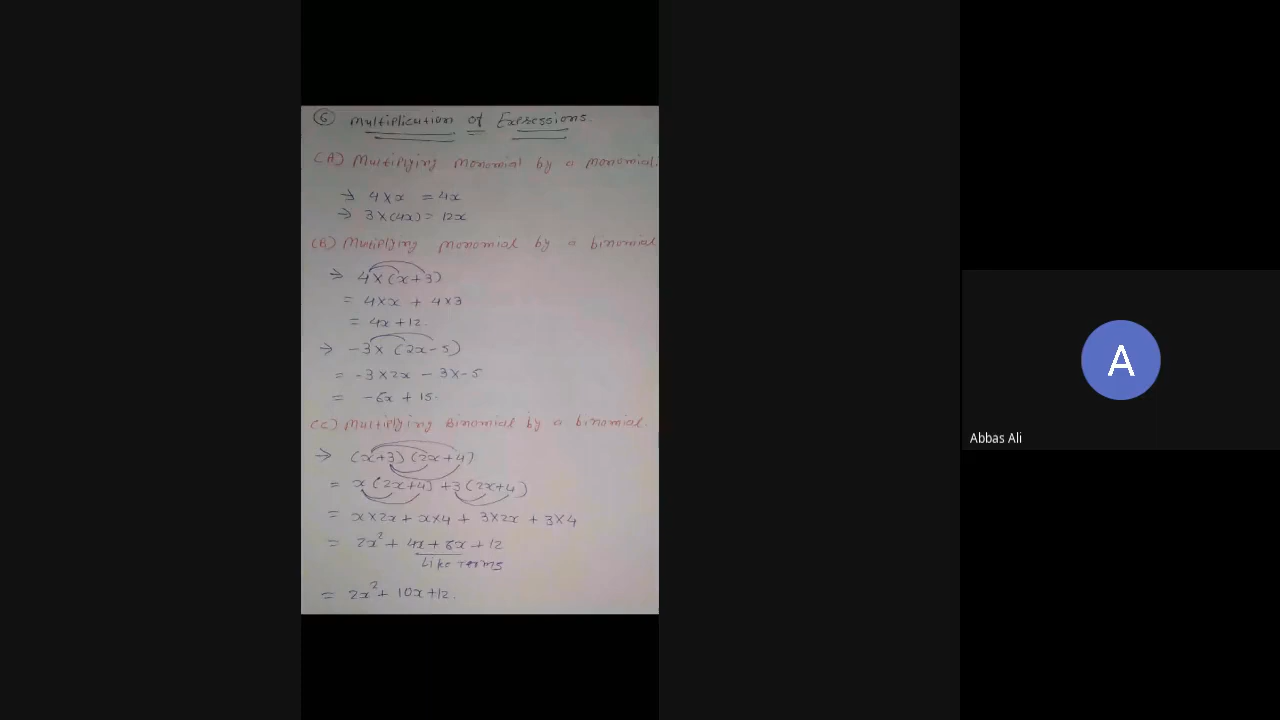 6 Multiplication of Expressions.
(A) Multiplying Monomial by a monomial.
→ 4×x = 4x
→ 3×(4x) = 12x
(B) Multiplying Monomial by a binomial
→ 4×(x+3)
= 4×x + 4×3
= 4x+12.
→ -3×(2x-5)
= -3×2x - 3×-5
= -6x + 15.
(C) Multiplying Binomial by a binomial.
→ (x+3)(2x+4)
= x(2x+4)+3(2x+4)
= x×2x + x×4 + 3×2x + 3×4
= 2x² + 4x + 6x + 12
Like Terms
= 2x² + 10x+12.
A
Abbas Ali